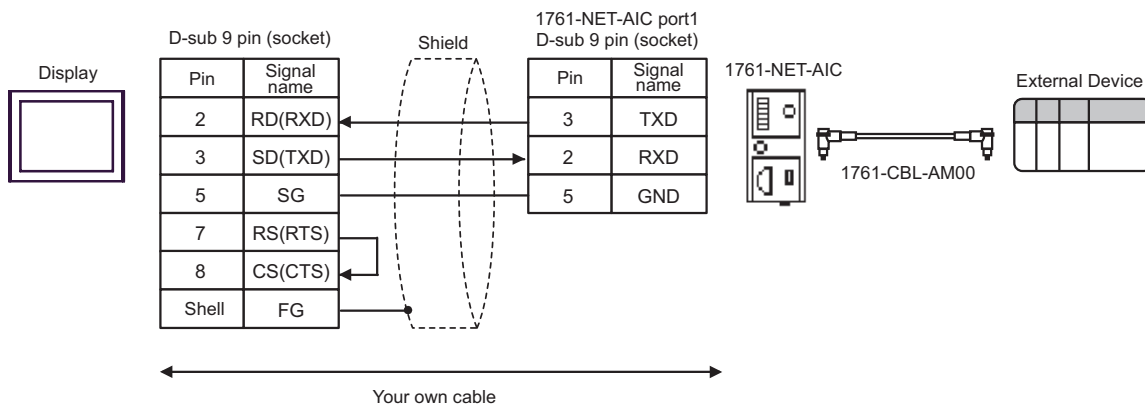 1761-NET-AIC port1
D-sub 9 pin (socket)
Shield
D-sub 9 pin (socket)
Display
Pin Signal name
2 RD(RXD)
3 SD(TXD)
5 SG
7 RS(RTS)
8 CS(CTS)
Shell FG
Pin Signal name
3 TXD
2 RXD
5 GND
1761-NET-AIC
1761-CBL-AM00
External Device
Your own cable